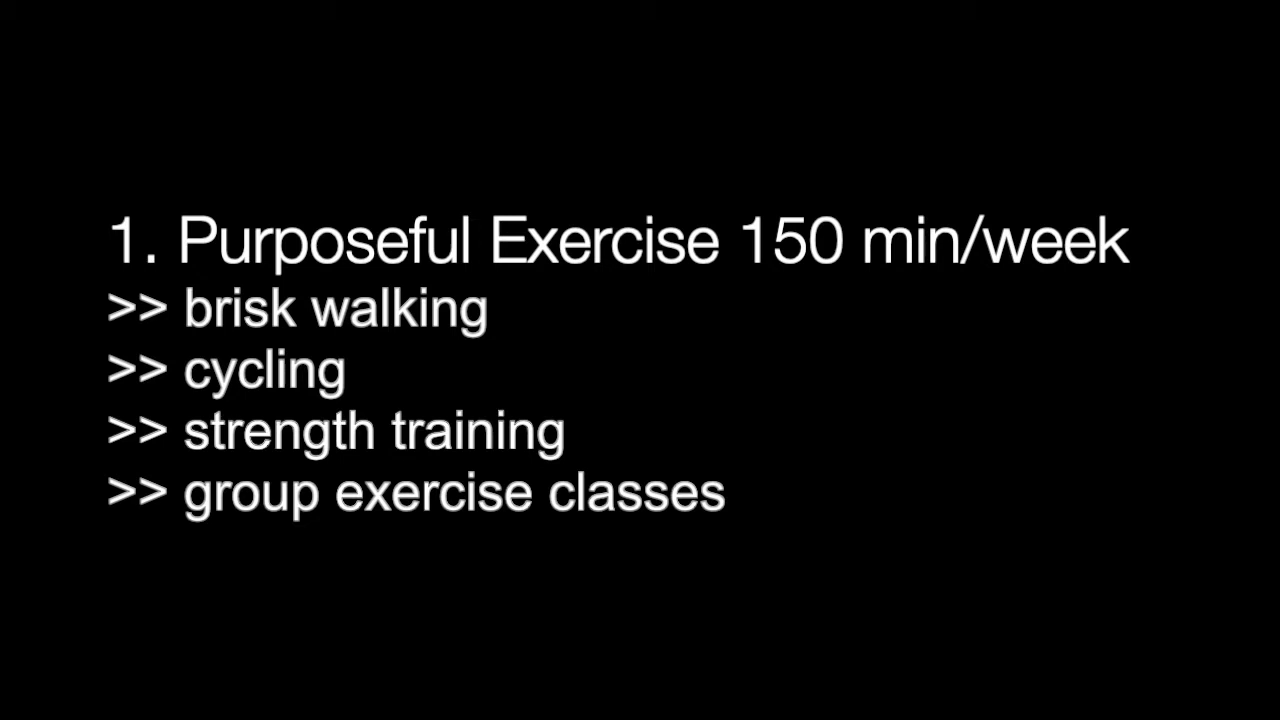 1. Purposeful Exercise 150 min/week
>> brisk walking
>> cycling
>> strength training
>> group exercise classes